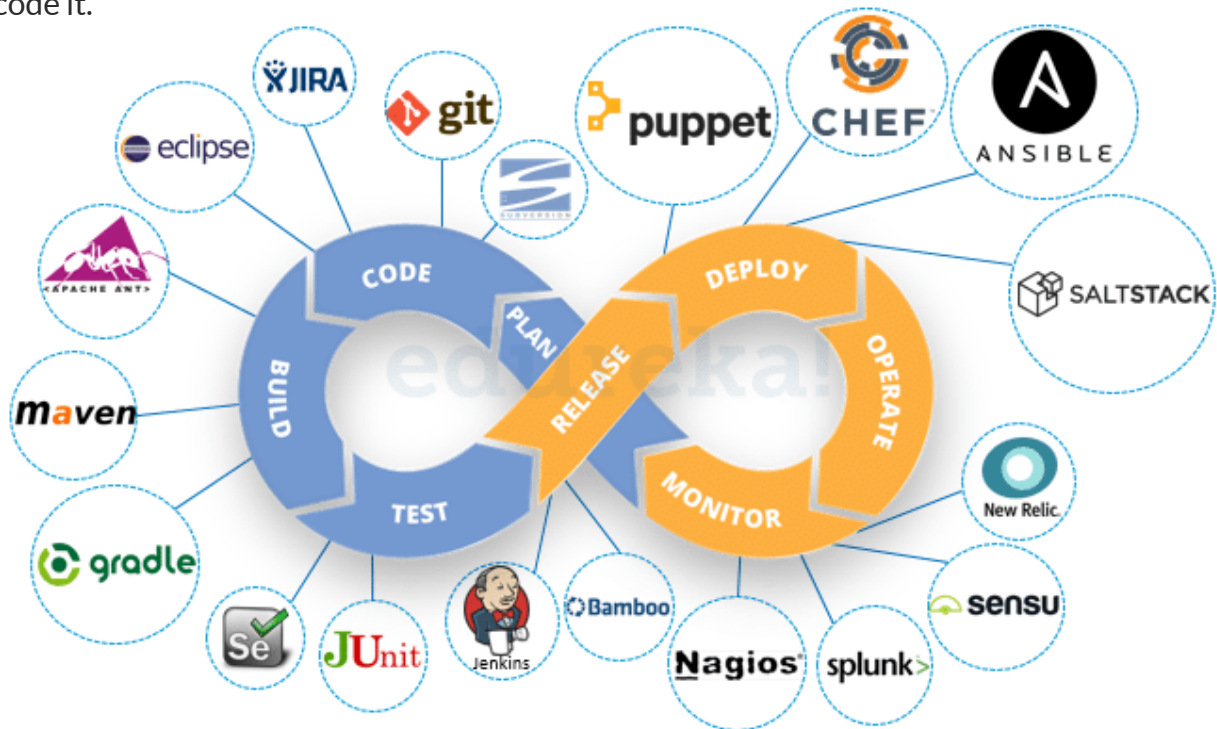 code it.
JIRA
git
puppet
CHEF™
ANSIBLE
eclipse
SUBVERSION
<APACHE ANT>
SALTSTACK
CODE
DEPLOY
PLAN
edureka!
RELEASE
OPERATE
BUILD
maven
TEST
MONITOR
New Relic.
gradle
sensu
Bamboo
Se
JUnit
Jenkins
Nagios®
splunk>